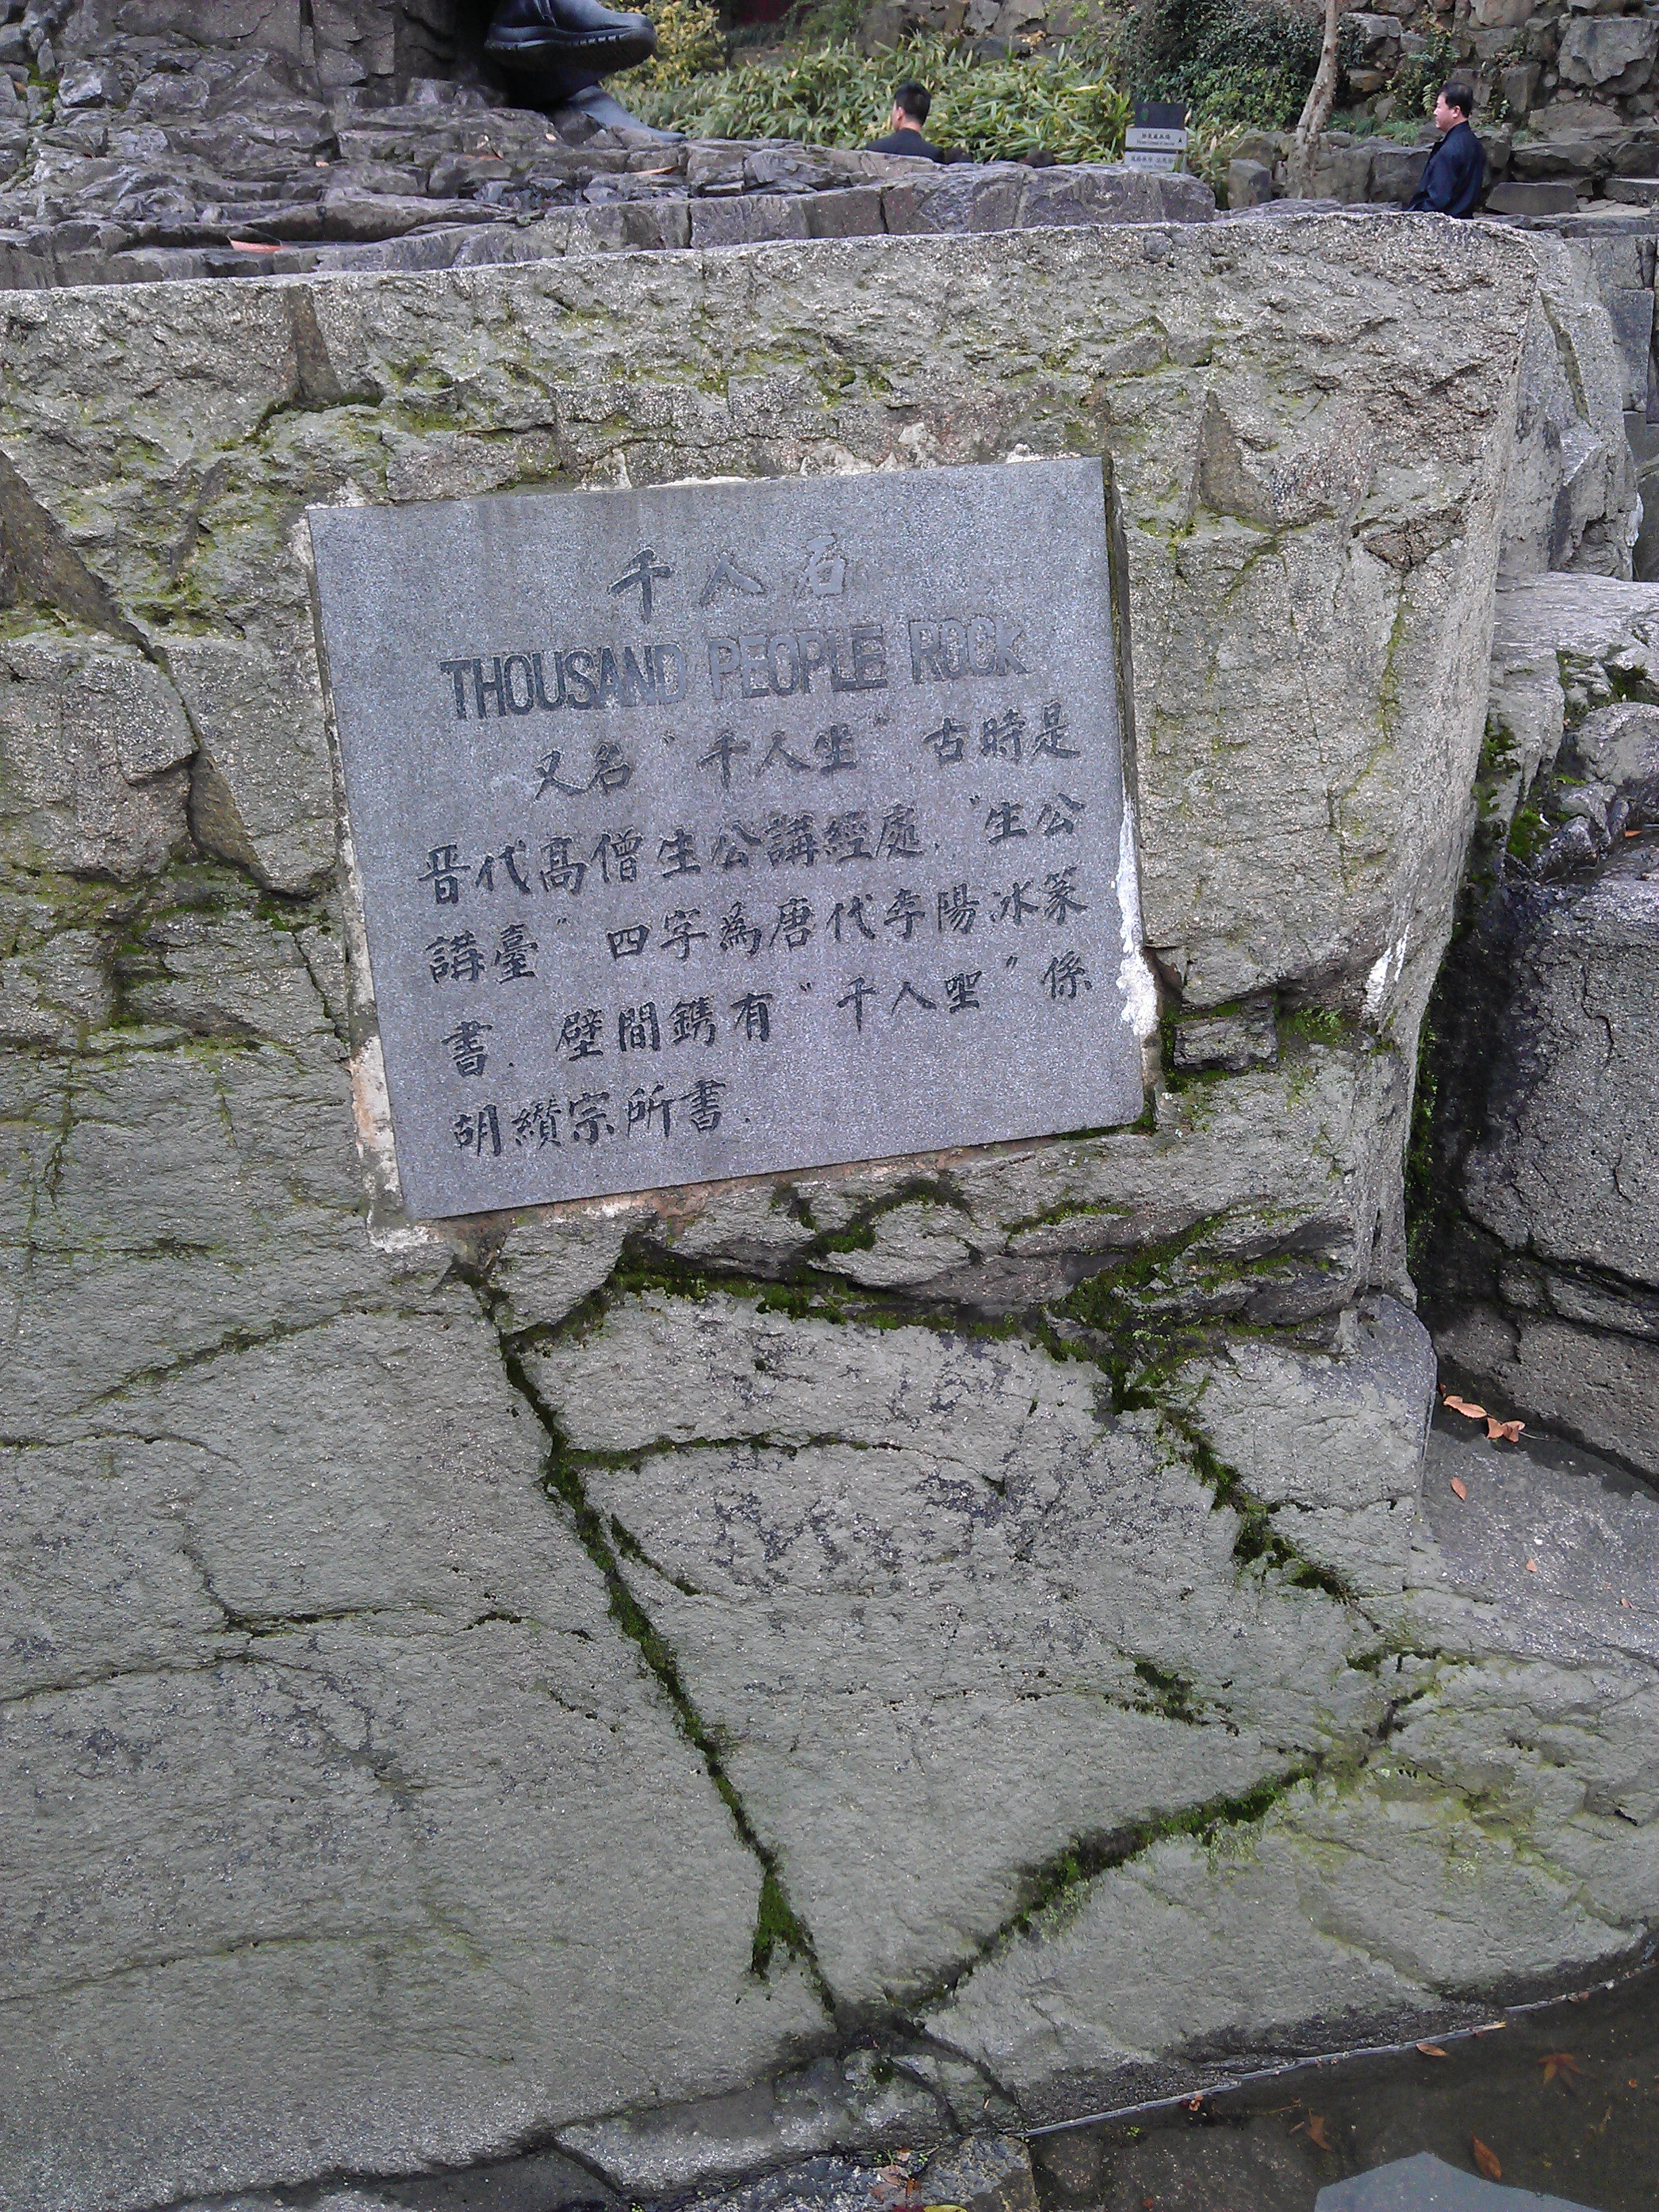 千人石
THOUSAND PEOPLE ROCK
又名"千人坐"古時是
晉代高僧生公講經處."生公
講臺"四字為唐代李陽冰篆
書.壁間鐫有"千人坐"係
胡纘宗所書.